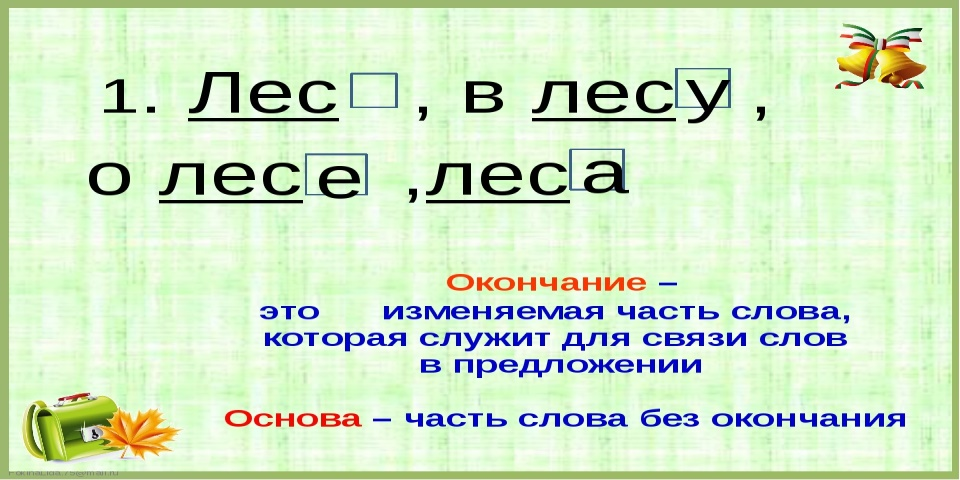 1. Лес , в лесу ,
о лесе ,леса
Окончание –
это изменяемая часть слова,
которая служит для связи слов
в предложении
Основа – часть слова без окончания